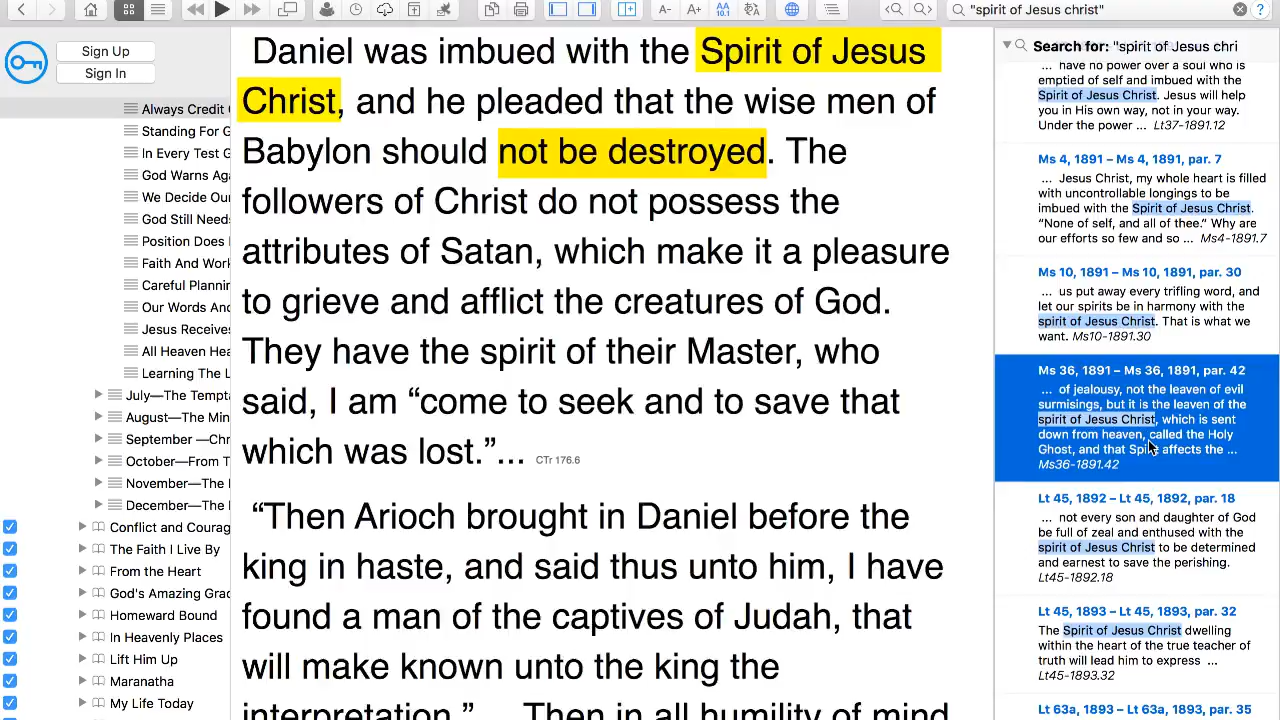 A-
A+
AA
10.1
"spirit of Jesus christ"
?
Sign Up
Sign In
Always Credit
Standing For G
In Every Test G
God Warns Aga
We Decide Our
God Still Needs
Position Does
Faith And Work
Careful Plannin
Our Words And
Jesus Receives
All Heaven Hea
Learning The L
July—The Tempta
August—The Mini
September —Chr
October—From T
November—The
December—The
Conflict and Courag
The Faith I Live By
From the Heart
God's Amazing Grac
Homeward Bound
In Heavenly Places
Lift Him Up
Maranatha
My Life Today
Daniel was imbued with the Spirit of Jesus
Christ, and he pleaded that the wise men of
Babylon should not be destroyed. The
followers of Christ do not possess the
attributes of Satan, which make it a pleasure
to grieve and afflict the creatures of God.
They have the spirit of their Master, who
said, I am “come to seek and to save that
which was lost.”... CTr 176.6
“Then Arioch brought in Daniel before the
king in haste, and said thus unto him, I have
found a man of the captives of Judah, that
will make known unto the king the
interpretation.”... Then in all humility of mind
Search for: "spirit of Jesus chri
... have no power over a soul who is
emptied of self and imbued with the
Spirit of Jesus Christ. Jesus will help
you in His own way, not in your way.
Under the power ... Lt37-1891.12
Ms 4, 1891 – Ms 4, 1891, par. 7
... Jesus Christ, my whole heart is filled
with uncontrollable longings to be
imbued with the Spirit of Jesus Christ.
“None of self, and all of thee.” Why are
our efforts so few and so ... Ms4-1891.7
Ms 10, 1891 – Ms 10, 1891, par. 30
... us put away every trifling word, and
let our spirits be in harmony with the
spirit of Jesus Christ. That is what we
want. Ms10-1891.30
Ms 36, 1891 – Ms 36, 1891, par. 42
... of jealousy, not the leaven of evil
surmisings, but it is the leaven of the
spirit of Jesus Christ, which is sent
down from heaven, called the Holy
Ghost, and that Spirit affects the ...
Ms36-1891.42
Lt 45, 1892 – Lt 45, 1892, par. 18
... not every son and daughter of God
be full of zeal and enthused with the
spirit of Jesus Christ to be determined
and earnest to save the perishing.
Lt45-1892.18
Lt 45, 1893 – Lt 45, 1893, par. 32
The Spirit of Jesus Christ dwelling
within the heart of the true teacher of
truth will lead him to express ...
Lt45-1893.32
Lt 63a, 1893 – Lt 63a, 1893, par. 35